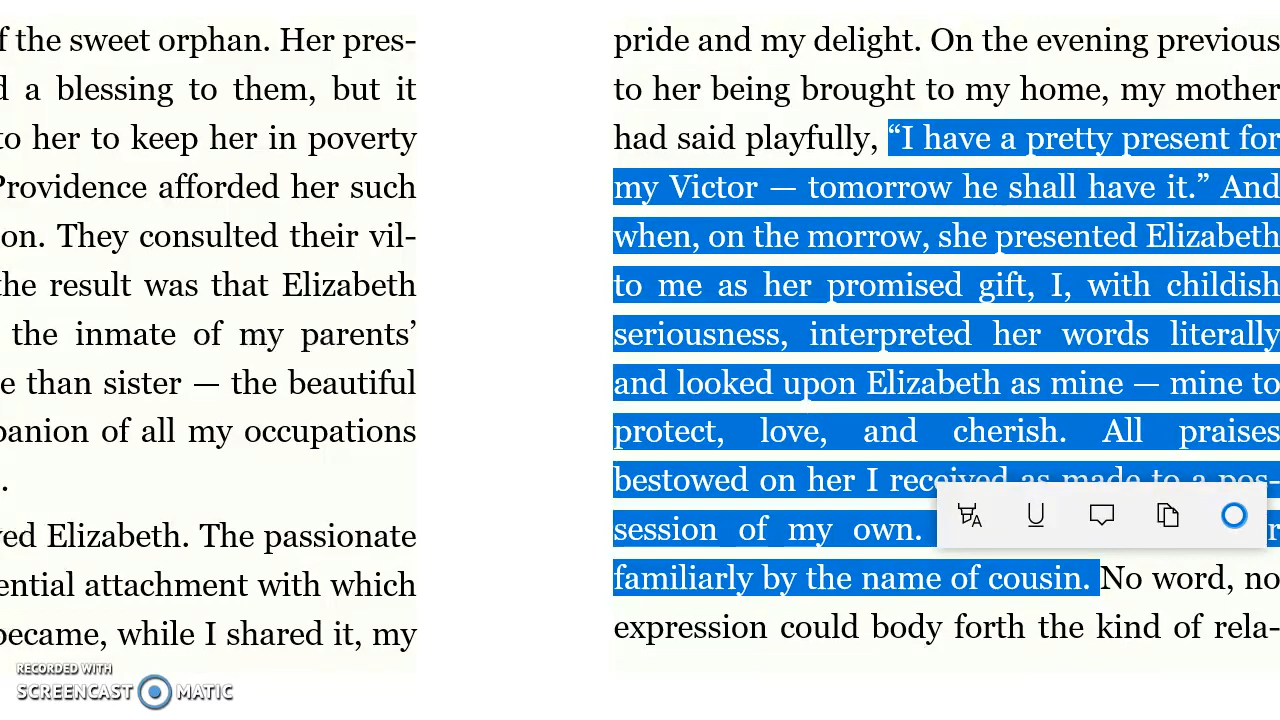 f the sweet orphan. Her pres-
a blessing to them, but it
to her to keep her in poverty
Providence afforded her such
on. They consulted their vil-
the result was that Elizabeth
the inmate of my parents’
e than sister — the beautiful
panion of all my occupations
.
ved Elizabeth. The passionate
ential attachment with which
became, while I shared it, my
pride and my delight. On the evening previous
to her being brought to my home, my mother
had said playfully, “I have a pretty present for
my Victor — tomorrow he shall have it.” And
when, on the morrow, she presented Elizabeth
to me as her promised gift, I, with childish
seriousness, interpreted her words literally
and looked upon Elizabeth as mine — mine to
protect, love, and cherish. All praises
bestowed on her I received as made to a pos-
session of my own.
familiarly by the name of cousin. No word, no
expression could body forth the kind of rela-
RECORDED WITH
SCREENCAST MATIC